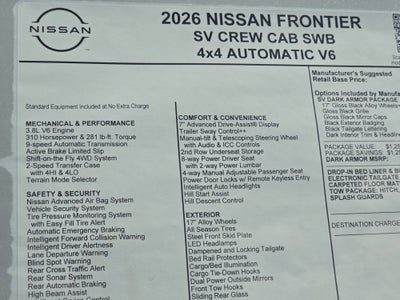 NISSAN
2026 NISSAN FRONTIER
SV CREW CAB SWB
4x4 AUTOMATIC V6
Standard Equipment Included at No Extra Charge
MECHANICAL & PERFORMANCE
3.8L V6 Engine
310 Horsepower & 281 lb-ft. Torque
9-speed Automatic Transmission
Active Brake Limited Slip
Shift-on the Fly 4WD System
2-Speed Transfer Case
with 4HI & 4LO
Terrain Mode Selector
SAFETY & SECURITY
Nissan Advanced Air Bag System
Vehicle Security System
Tire Pressure Monitoring System
with Easy Fill Tire Alert
Automatic Emergency Braking
Intelligent Forward Collision Warning
Intelligent Driver Alertness
Lane Departure Warning
Blind Spot Warning
Rear Cross Traffic Alert
Rear Sonar System
Rear Automatic Braking
High Beam Assist
COMFORT & CONVENIENCE
7" Advanced Drive-Assist® Display
Trailer Sway Control++
Manual-tilt & Telescoping Steering Wheel
with Audio & ICC Controls
2nd Row Underseat Storage
6-way Power Driver Seat
with 2-way Lumbar
4-way Manual Adjustable Passenger Seat
Power Door Locks w/ Remote Keyless Entry
Intelligent Auto Headlights
Hill Start Assist
Hill Descent Control
EXTERIOR
17" Alloy Wheels
All Season Tires
Steel Front Skid Plate
LED Headlamps
Dampened and Locking Tailgate
Bed Rail Protectors
Cargo/Bed Illumination
Cargo Tie-Down Hooks
Dual Power Outside Mirrors
Front Tow Hooks
Sliding Rear Glass
Manufacturer's Suggested
Retail Base Price:
Options Included by Manu
SV DARK ARMOR PACKAGE
17" Gloss Black Alloy Wheels
Gloss Black Grille
Gloss Black Mirror Caps
Black Exterior Badging
Black Tailgate Lettering
Dark Interior Trim & Headlin
PACKAGE VALUE: $1,25
PACKAGE SAVINGS: $1,25
DARK ARMOR MSRP:
DROP-IN BED LINER & B
ELECTRONIC TAILGATE
CARPETED FLOOR MAT
TOW PACKAGE: HITCH,
SPLASH GUARDS